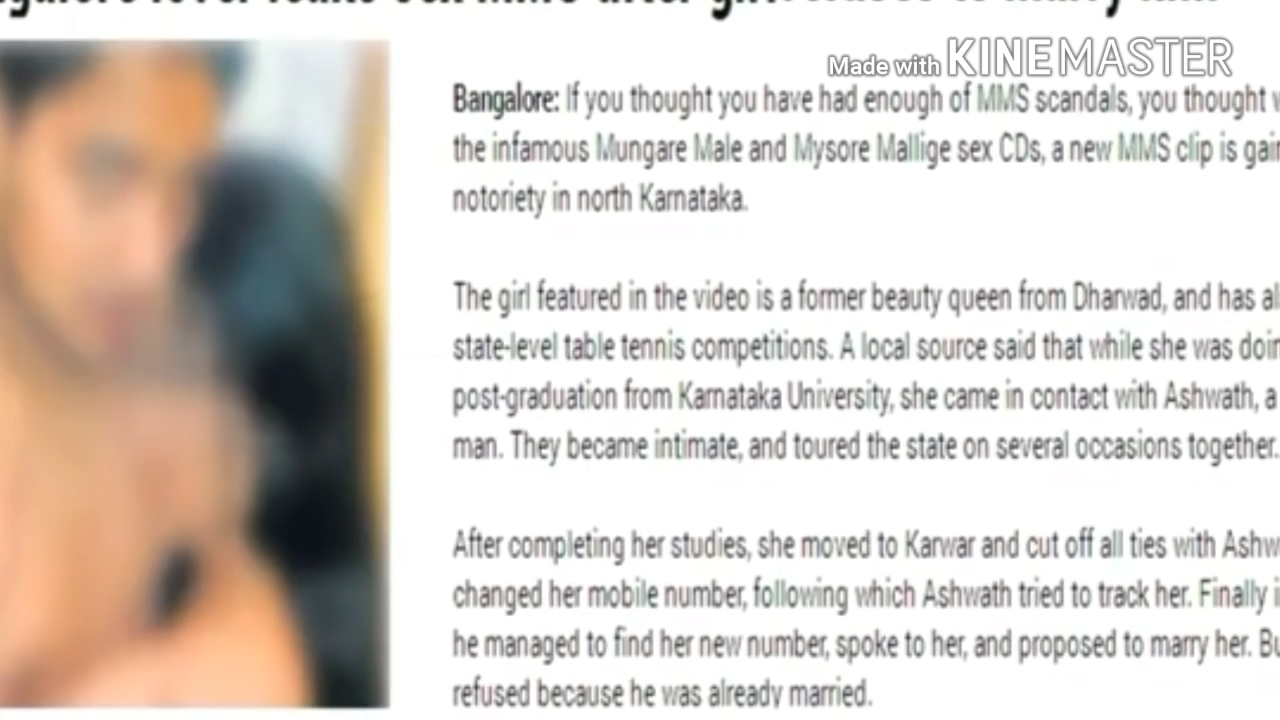 Made with KINEMASTER
Bangalore: If you thought you have had enough of MMS scandals, you thought
the infamous Mungare Male and Mysore Mallige sex CDs, a new MMS clip is
notoriety in north Karnataka.
The girl featured in the video is a former beauty queen from Dharwad, and has
state-level table tennis competitions. A local source said that while she was
post-graduation from Karnataka University, she came in contact with Ashwath, a
man. They became intimate, and toured the state on several occasions together.
After completing her studies, she moved to Karwar and cut off all ties with
changed her mobile number, following which Ashwath tried to track her. Finally
he managed to find her new number, spoke to her, and proposed to marry her.
refused because he was already married.